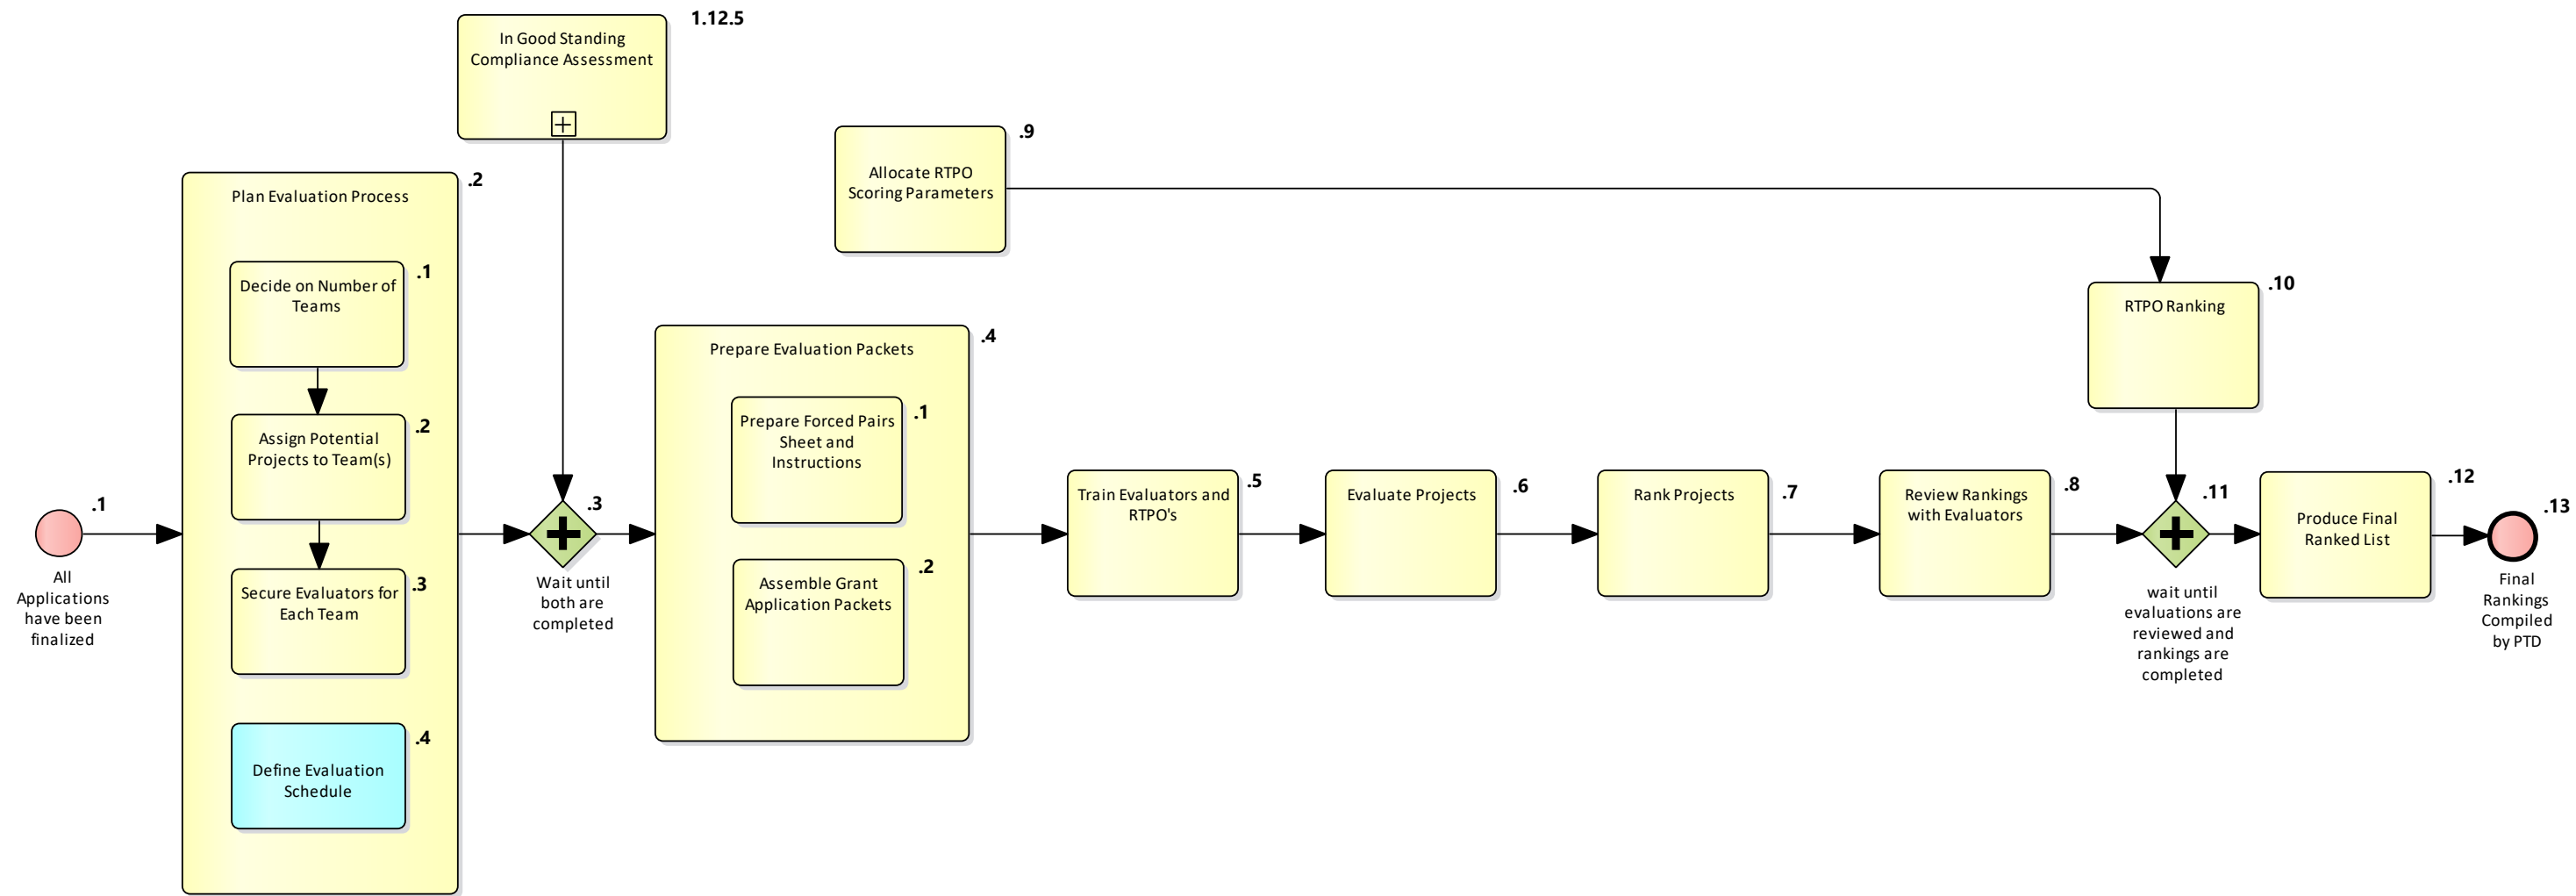 1.12.5
In Good Standing
Compliance Assessment
.9
Allocate RTPO
Scoring Parameters
.2
Plan Evaluation Process
.1
Decide on Number of
Teams
.2
Assign Potential
Projects to Team(s)
.3
Secure Evaluators for
Each Team
.4
Define Evaluation
Schedule
.1
All
Applications
have been
finalized
.3
Wait until
both are
completed
.4
Prepare Evaluation Packets
.1
Prepare Forced Pairs
Sheet and
Instructions
.2
Assemble Grant
Application Packets
.5
Train Evaluators and
RTPO's
.6
Evaluate Projects
.7
Rank Projects
.8
Review Rankings
with Evaluators
.10
RTPO Ranking
.11
wait until
evaluations are
reviewed and
rankings are
completed
.12
Produce Final
Ranked List
.13
Final
Rankings
Compiled
by PTD